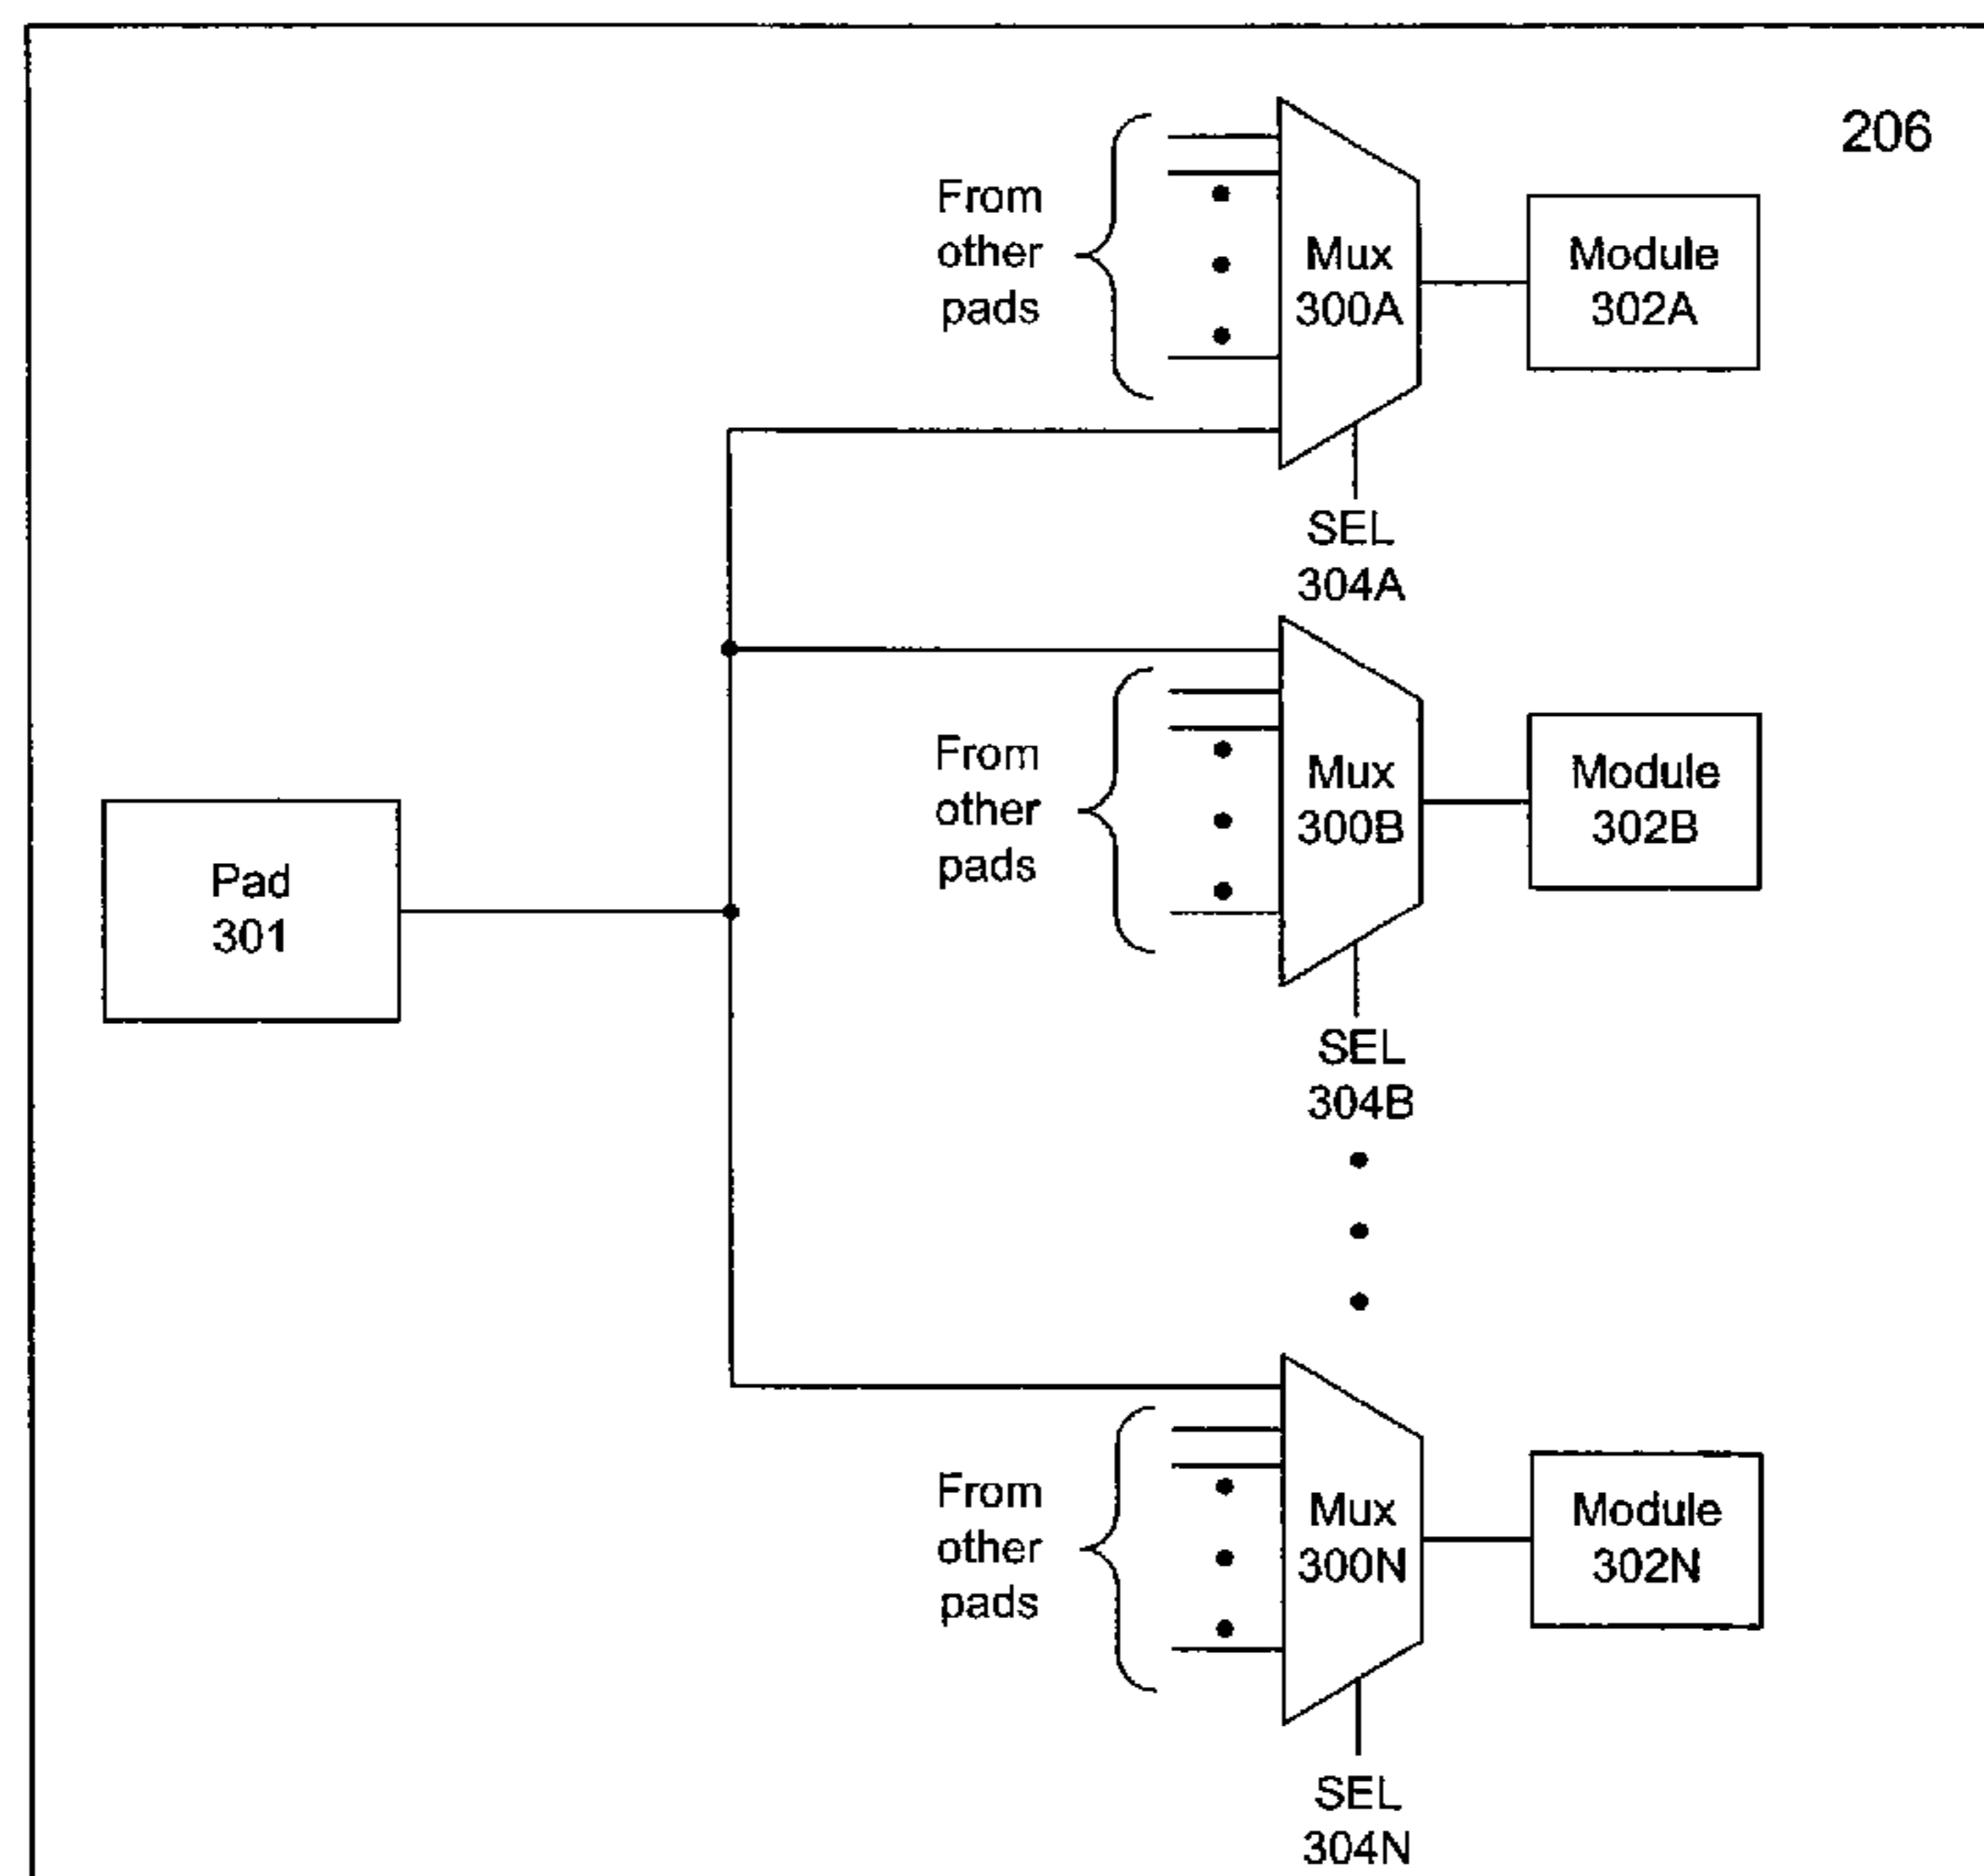 206
From
other
pads
Mux
300A
Module
302A
SEL
304A
From
other
pads
Mux
300B
Module
302B
Pad
301
SEL
304B
From
other
pads
Mux
300N
Module
302N
SEL
304N